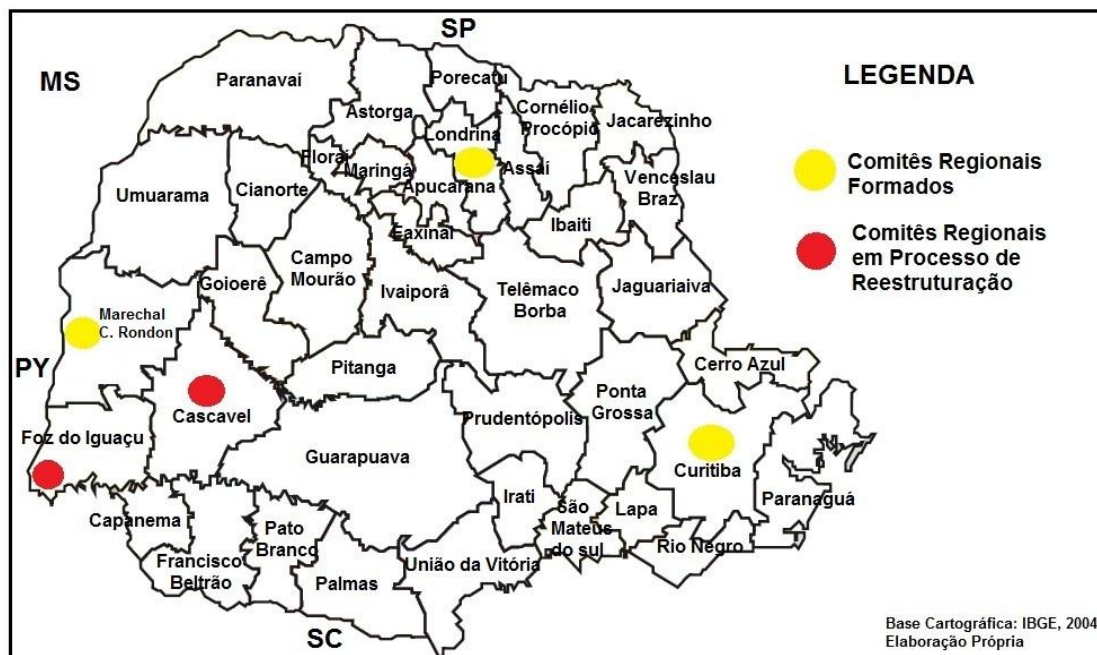 SP
MS
Paranavaí
Porecatu
LEGENDA
Astorga
Cornélio
Procópio
Jacarezinho
Londrina
Floraí
Maringá
Apucarana
Assaí
Venceslau
Braz
Comitês Regionais
Formados
Umuarama
Cianorte
Ibaiti
Eaxinal
Comitês Regionais
em Processo de
Reestruturação
Campo
Mourão
Goioerê
Ivaiporâ
Telêmaco
Borba
Jaguariaiva
Marechal
C. Rondon
PY
Pitanga
Cerro Azul
Ponta
Grossa
Cascavel
Prudentópolis
Foz do Iguaçu
Guarapuava
Curitiba
Paranaguá
Irati
São
Mateus
do sul
Lapa
Capanema
Pato
Branco
Rio Negro
Francisco
Beltrão
Palmas
União da Vitória
SC
Base Cartográfica: IBGE, 2004
Elaboração Própria